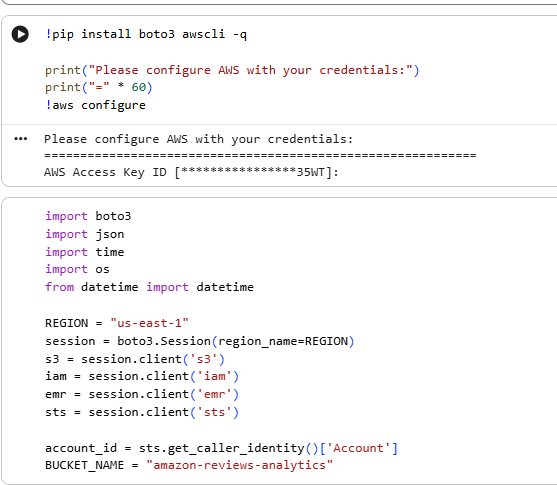 !pip install boto3 awscli -q
print("Please configure AWS with your credentials:")
print("=" * 60)
!aws configure
Please configure AWS with your credentials:
============================================================
AWS Access Key ID [****************35WT]:
import boto3
import json
import time
import os
from datetime import datetime
REGION = "us-east-1"
session = boto3.Session(region_name=REGION)
s3 = session.client('s3')
iam = session.client('iam')
emr = session.client('emr')
sts = session.client('sts')
account_id = sts.get_caller_identity()['Account']
BUCKET_NAME = "amazon-reviews-analytics"